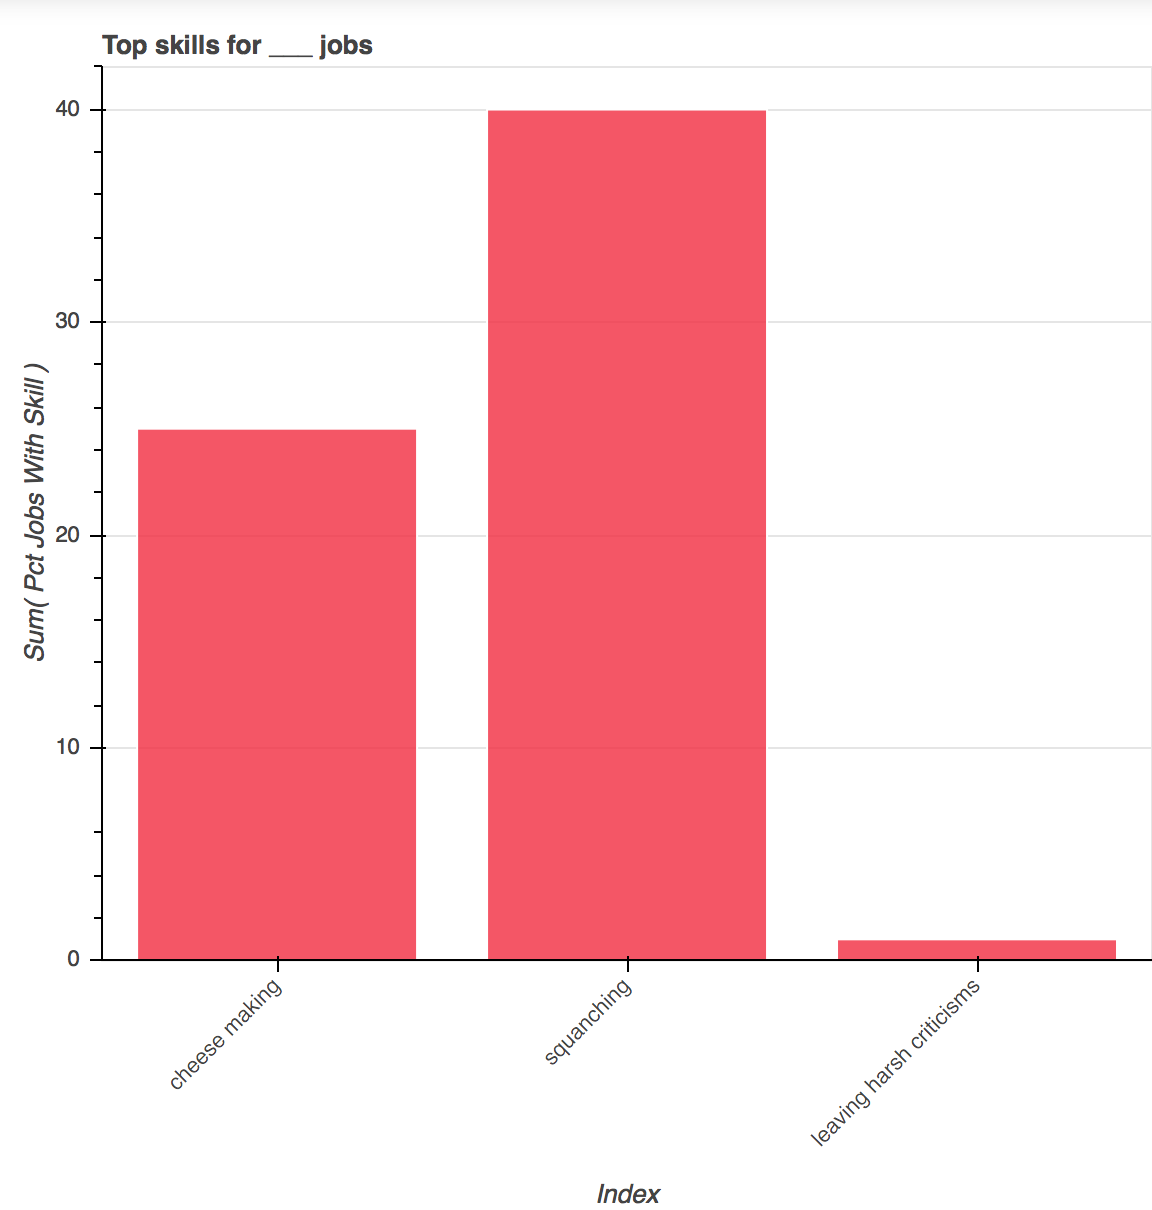 Top skills for ___ jobs
40
30
20
10
0
Sum( Pct Jobs With Skill )
cheese making
squanching
leaving harsh criticisms
Index